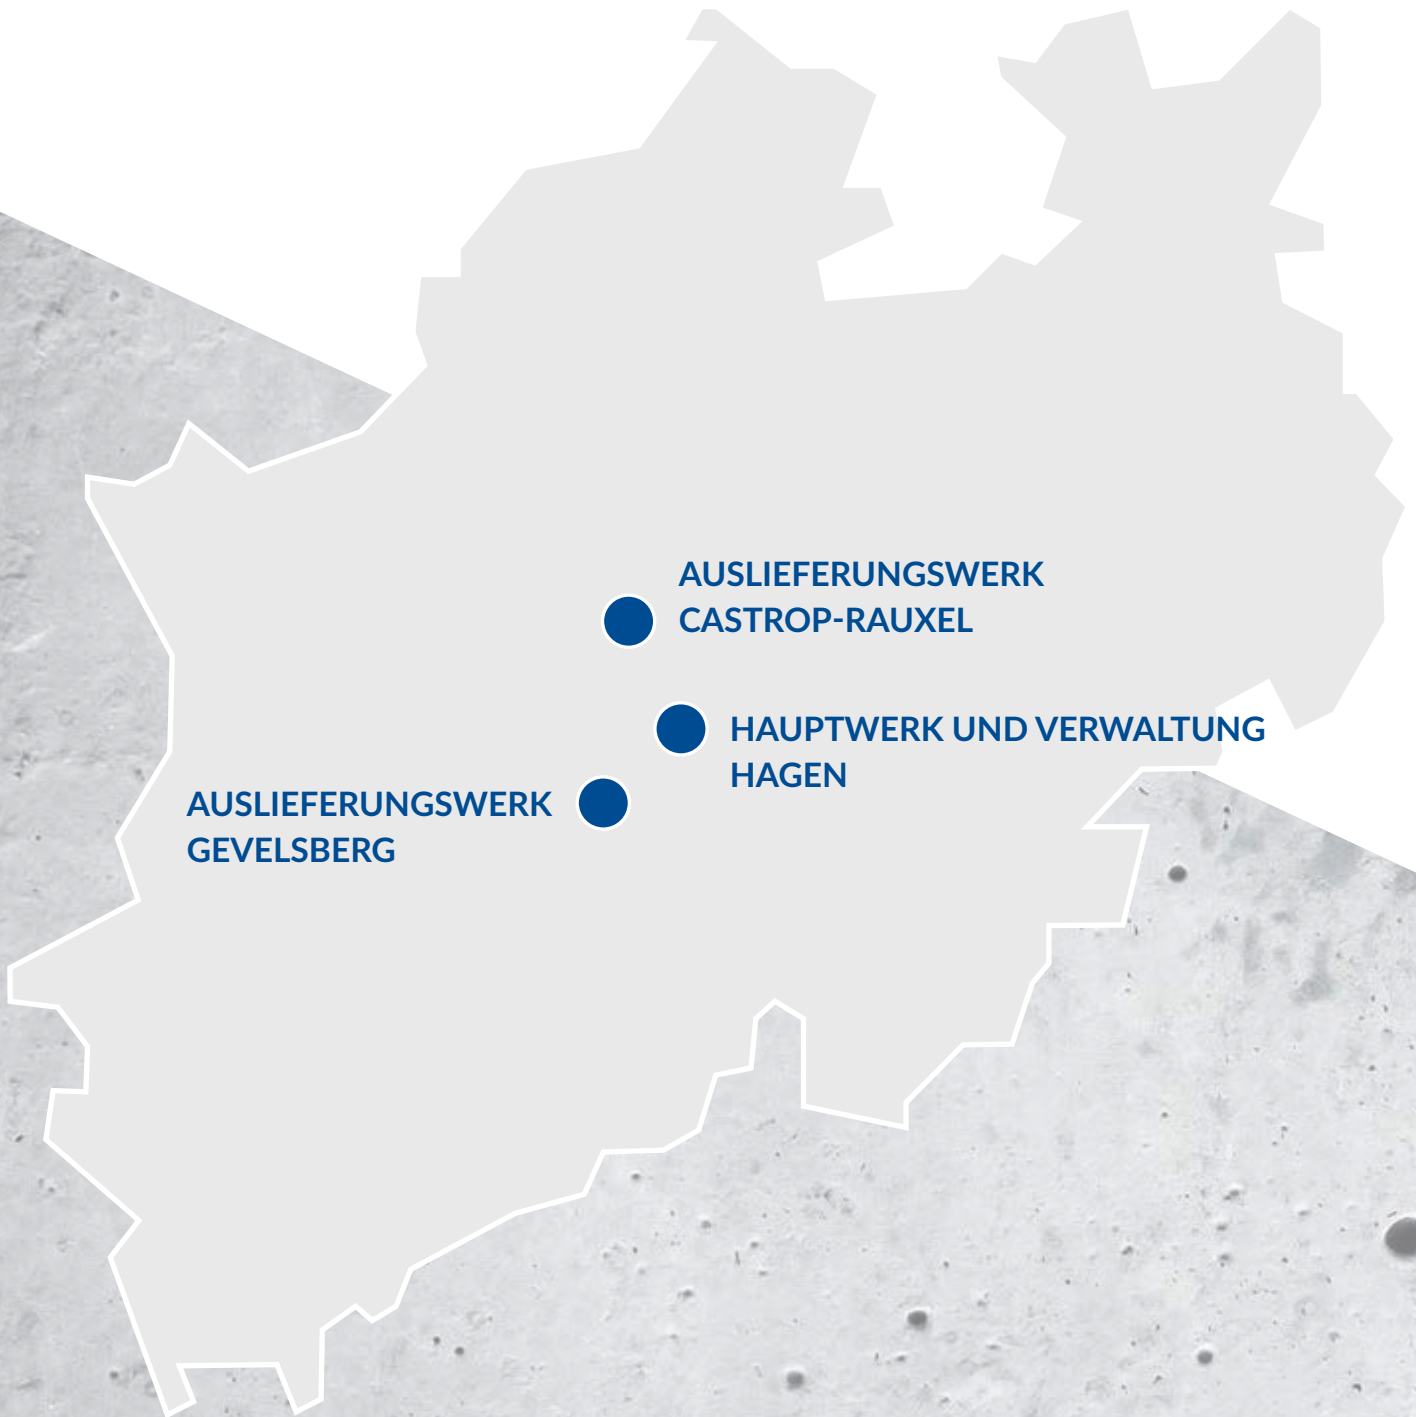 AUSLIEFERUNGSWERK
CASTROP-RAUXEL
HAUPTWERK UND VERWALTUNG
HAGEN
AUSLIEFERUNGSWERK
GEVELSBERG